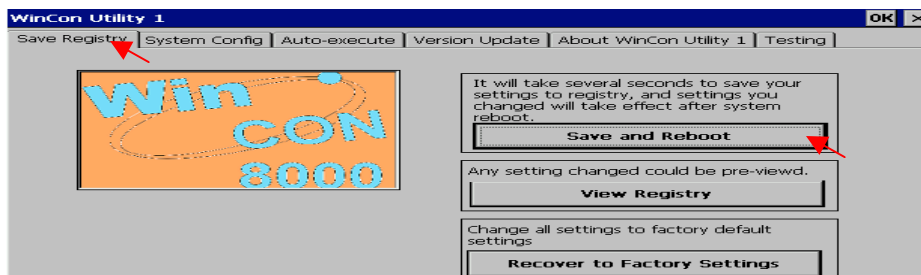 WinCon Utility 1 OK ×
Save Registry System Config Auto-execute Version Update About WinCon Utility 1 Testing
Win
CON
8000
It will take several seconds to save your
settings to registry, and settings you
changed will take effect after system
reboot.
Save and Reboot
Any setting changed could be pre-viewd.
View Registry
Change all settings to factory default
settings
Recover to Factory Settings